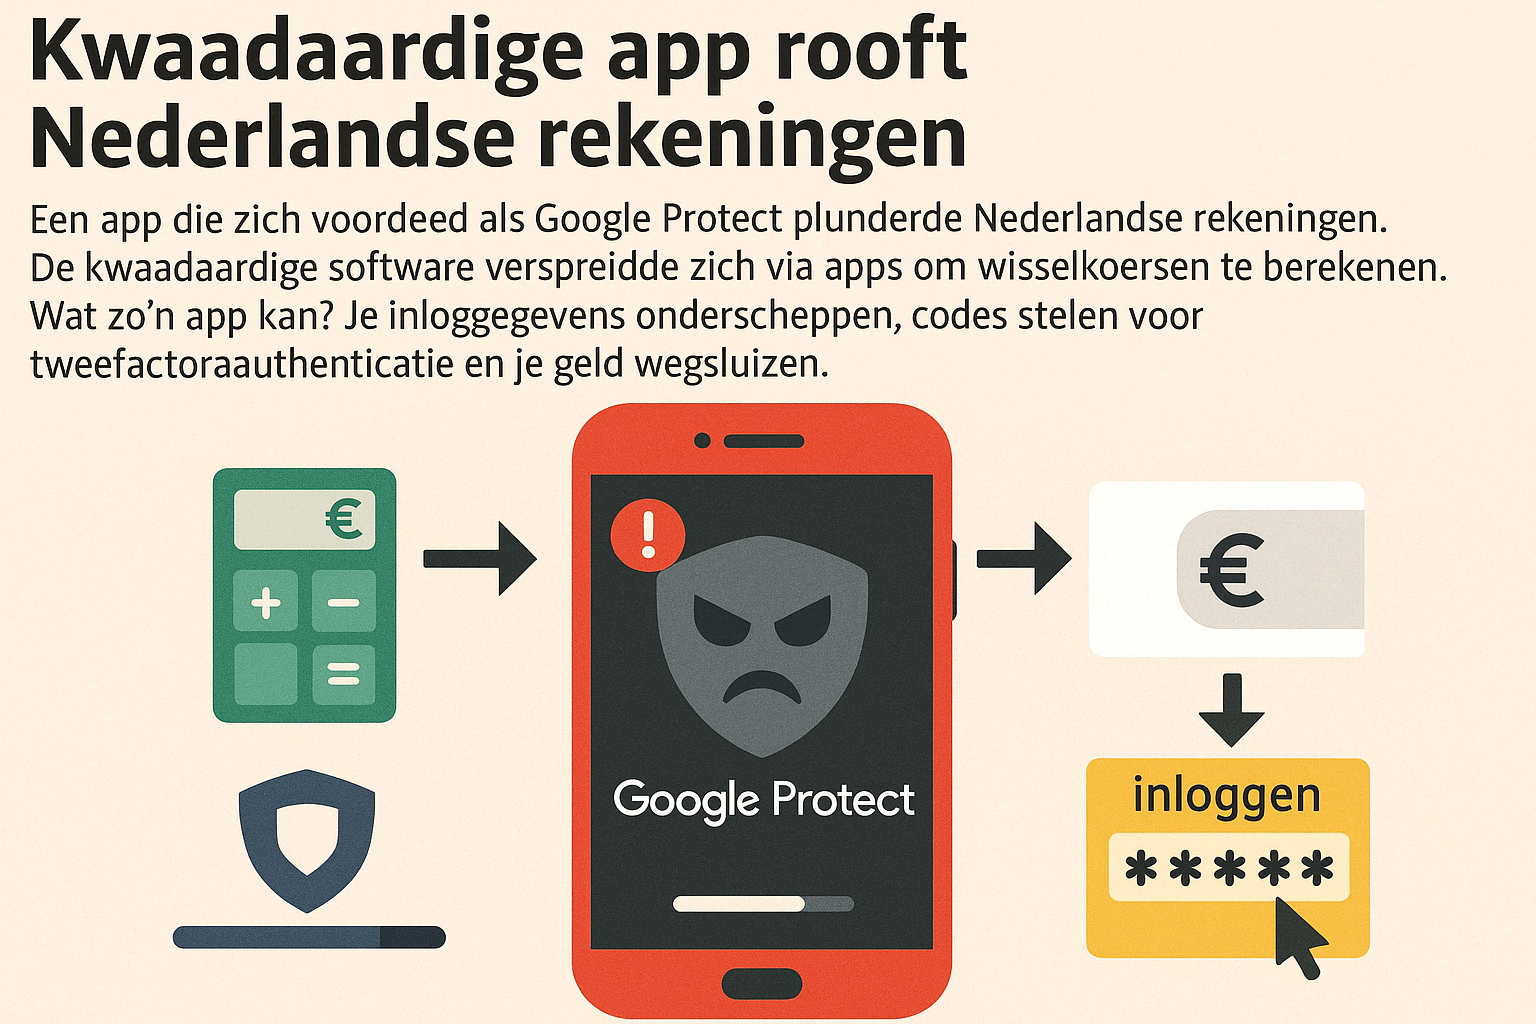 Kwaadaardige app rooft
Nederlandse rekeningen
Een app die zich voordeed als Google Protect plunderde Nederlandse rekeningen.
De kwaadaardige software verspreidde zich via apps om wisselkoersen te berekenen.
Wat zo’n app kan? Je inloggegevens onderscheppen, codes stelen voor
tweefactoraauthenticatie en je geld wegsluizen.
€
+ −
=
!
Google Protect
€
inloggen
*****